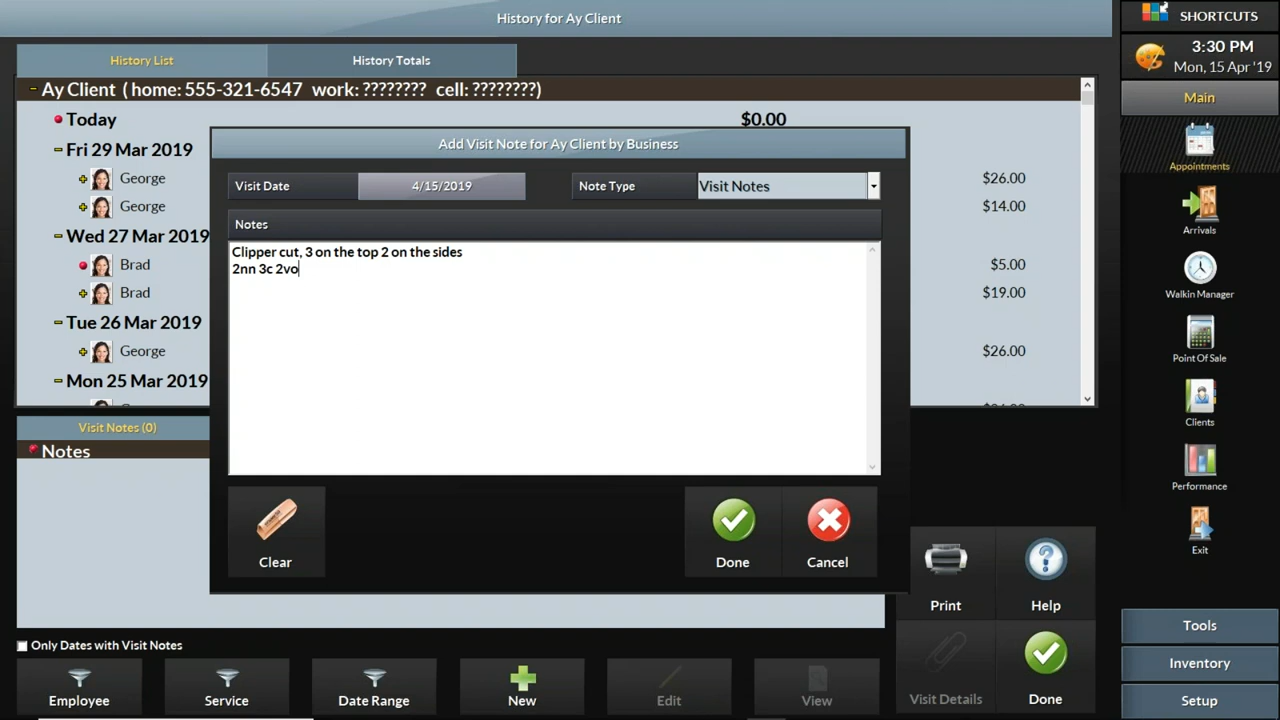 History for Ay Client
SHORTCUTS
3:30 PM
Mon, 15 Apr '19
History List
History Totals
Main
Ay Client ( home: 555-321-6547 work: ???????? cell: ????????)
Today $0.00
Fri 29 Mar 2019
George $26.00
George $14.00
Wed 27 Mar 2019
Brad $5.00
Brad $19.00
Tue 26 Mar 2019
George $26.00
Mon 25 Mar 2019
Add Visit Note for Ay Client by Business
Visit Date
4/15/2019
Note Type
Visit Notes
Notes
Clipper cut, 3 on the top 2 on the sides
2nn 3c 2vo
Clear
Done
Cancel
Visit Notes (0)
Notes
Print
Help
Only Dates with Visit Notes
Employee
Service
Date Range
New
Edit
View
Visit Details
Done
Appointments
Arrivals
Walkin Manager
Point Of Sale
Clients
Performance
Exit
Tools
Inventory
Setup